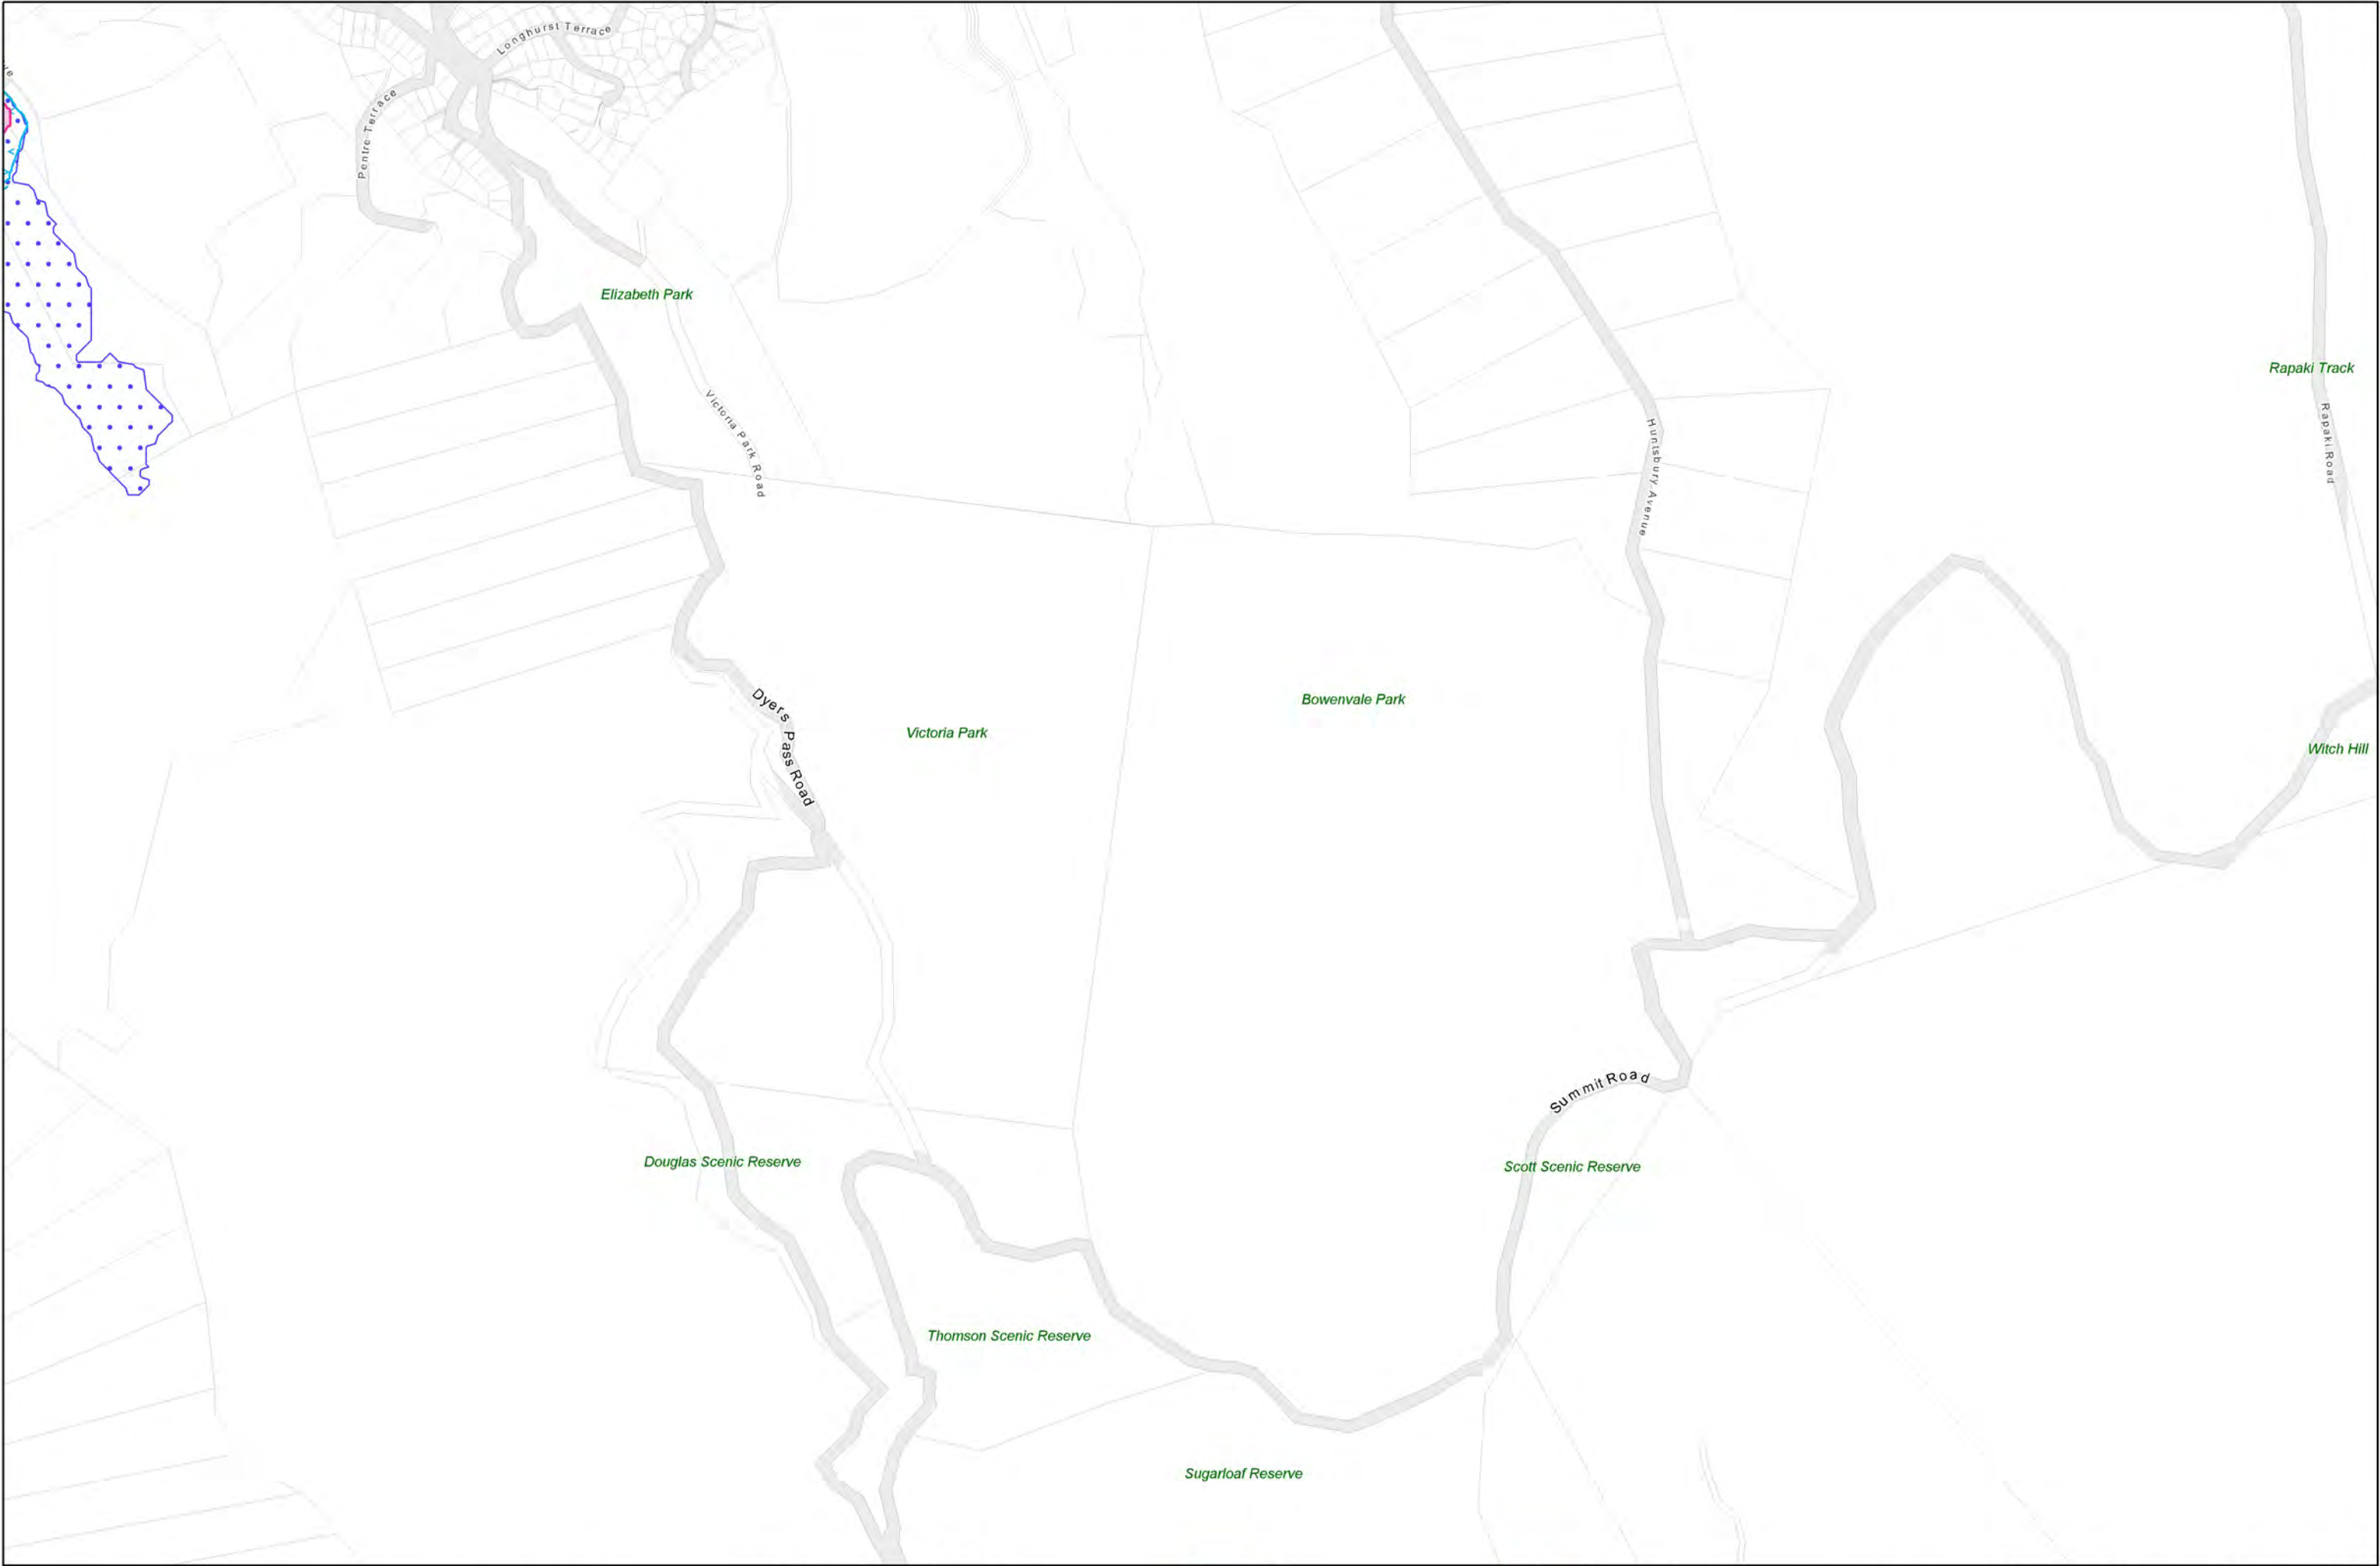 Longhurst Terrace
ue
Pentre Terrace
Elizabeth Park
Rapaki Track
Victoria Park Road
Huntsbury Avenue
Rapaki Road
Bowenvale Park
Dyers Pass Road
Victoria Park
Witch Hill
Summit Road
Douglas Scenic Reserve
Scott Scenic Reserve
Thomson Scenic Reserve
Sugarloaf Reserve